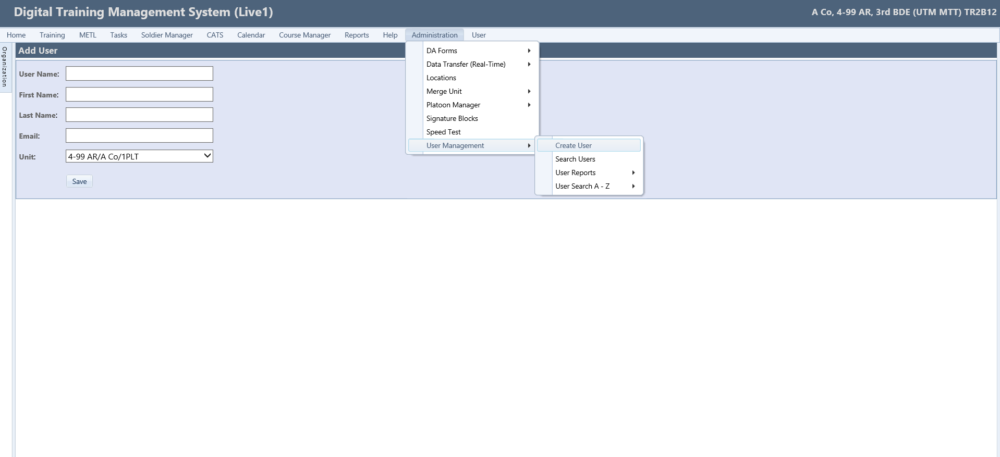 Digital Training Management System (Live1)
A Co, 4-99 AR, 3rd BDE (UTM MTT) TR2B12
Home Training METL Tasks Soldier Manager CATS Calendar Course Manager Reports Help Administration User
Organization
Add User
User Name:
First Name:
Last Name:
Email:
Unit: 4-99 AR/A Co/1PLT
Save
DA Forms
Data Transfer (Real-Time)
Locations
Merge Unit
Platoon Manager
Signature Blocks
Speed Test
User Management
Create User
Search Users
User Reports
User Search A - Z